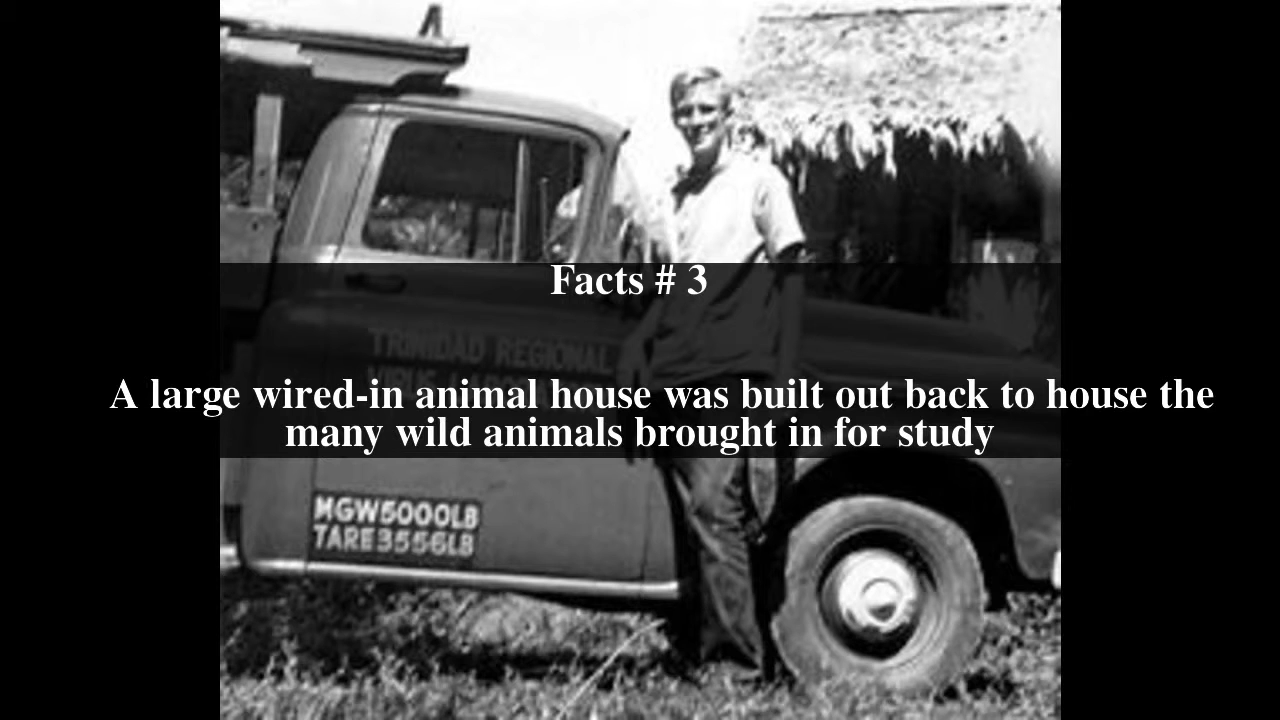 Facts # 3
TRINIDAD REGIONAL
VIRUS
A large wired-in animal house was built out back to house the
many wild animals brought in for study
MGW5000LB
TARE3556LB